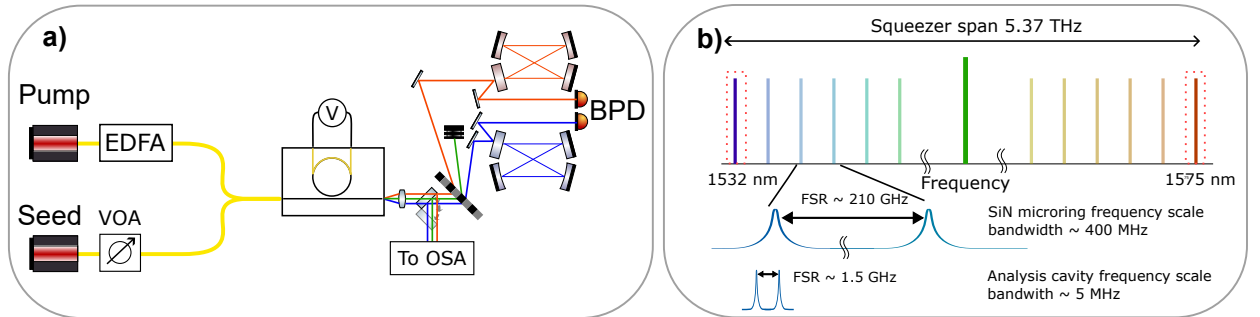 a)
Pump
EDFA
Seed
VOA
V
BPD
To OSA
b)
Squeezer span 5.37 THz
1532 nm
Frequency
1575 nm
FSR ~ 210 GHz
SiN microring frequency scale
bandwidth ~ 400 MHz
FSR ~ 1.5 GHz
Analysis cavity frequency scale
bandwith ~ 5 MHz